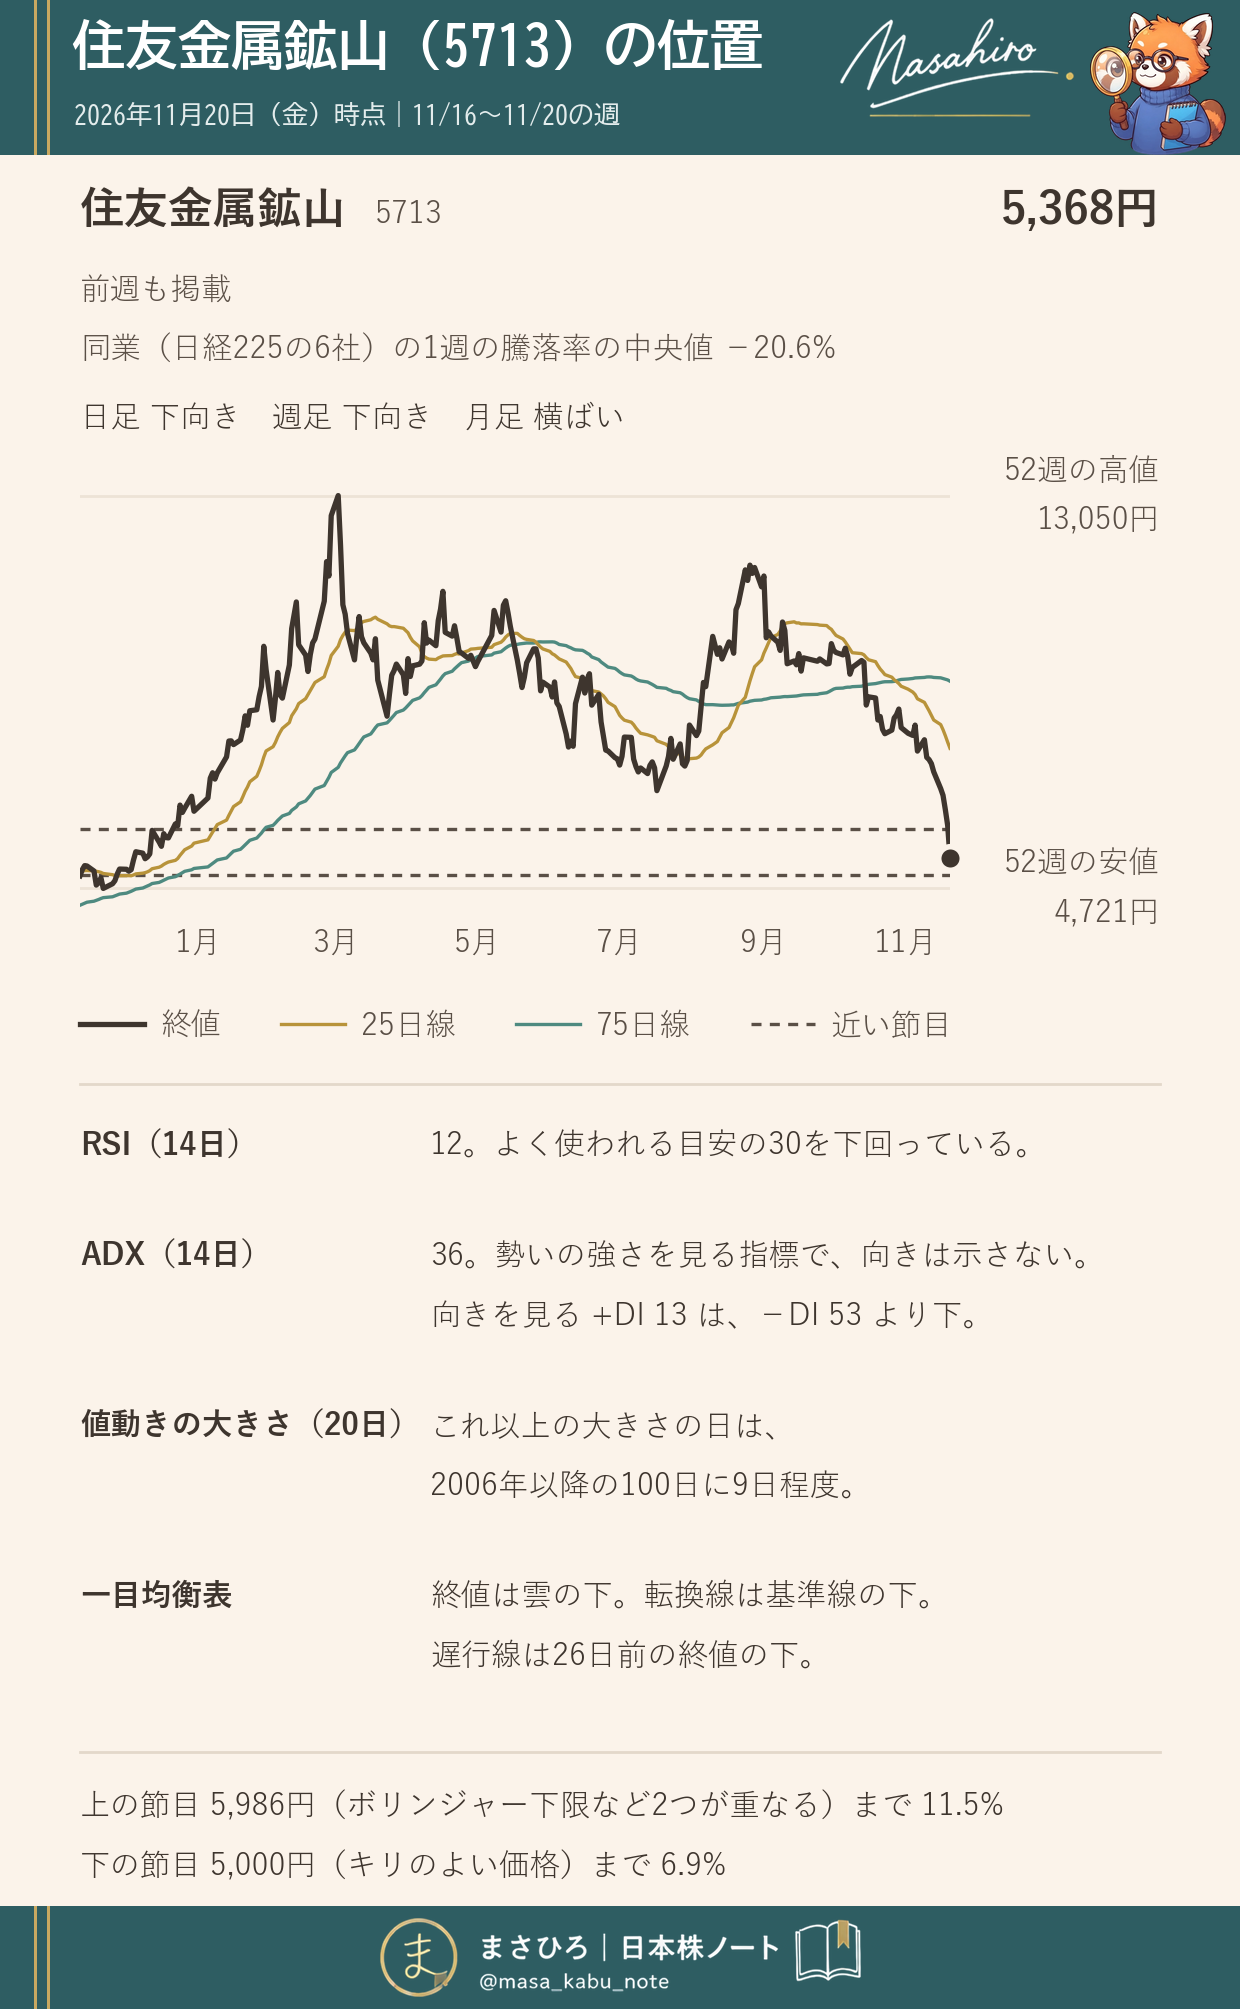 住友金属鉱山（5713）の位置
Masahiro
2026年11月20日（金）時点｜11/16〜11/20の週
住友金属鉱山 5713 5,368円
前週も掲載
同業（日経225の6社）の1週の騰落率の中央値 −20.6%
日足 下向き 週足 下向き 月足 横ばい
52週の高値
13,050円
52週の安値
4,721円
1月 3月 5月 7月 9月 11月
終値 25日線 75日線 近い節目
RSI（14日） 12。よく使われる目安の30を下回っている。
ADX（14日） 36。勢いの強さを見る指標で、向きは示さない。
向きを見る +DI 13 は、−DI 53 より下。
値動きの大きさ（20日） これ以上の大きさの日は、
2006年以降の100日に9日程度。
一目均衡表 終値は雲の下。転換線は基準線の下。
遅行線は26日前の終値の下。
上の節目 5,986円（ボリンジャー下限など2つが重なる）まで 11.5%
下の節目 5,000円（キリのよい価格）まで 6.9%
ま
まさひろ｜日本株ノート
@masa_kabu_note